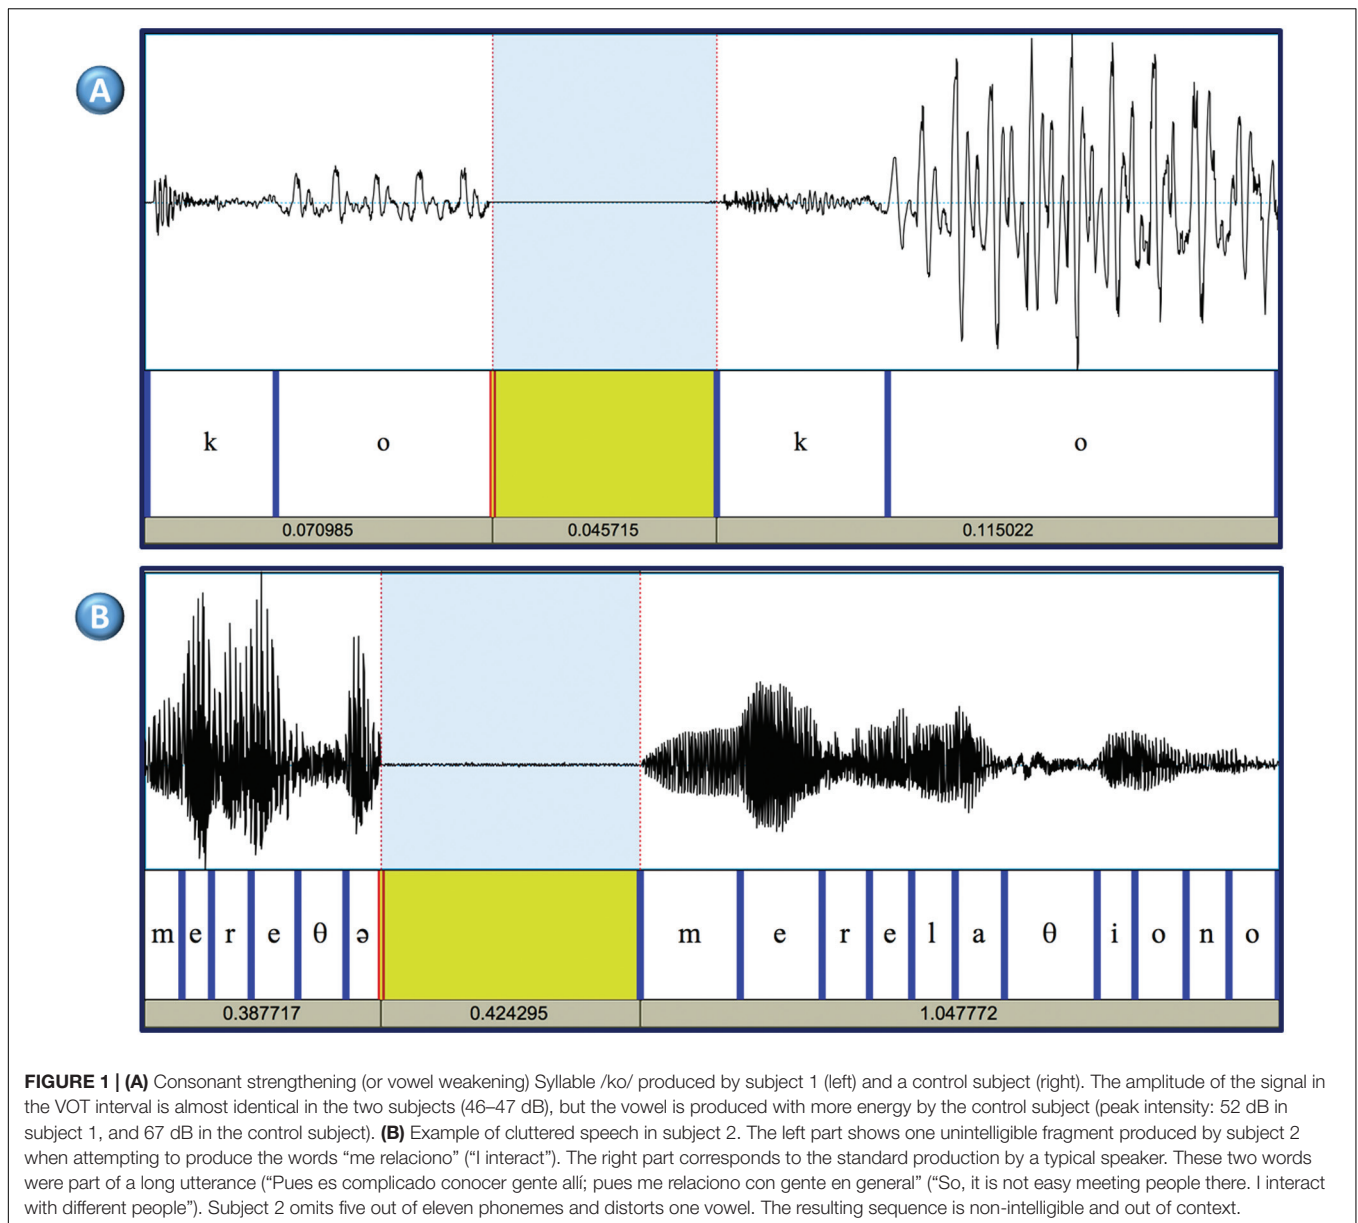 A
k o k o
0.070985 0.045715 0.115022
B
m e r e θ ə m e r e l a θ i o n o
0.387717 0.424295 1.047772
FIGURE 1 | (A) Consonant strengthening (or vowel weakening) Syllable /ko/ produced by subject 1 (left) and a control subject (right). The amplitude of the signal in
the VOT interval is almost identical in the two subjects (46–47 dB), but the vowel is produced with more energy by the control subject (peak intensity: 52 dB in
subject 1, and 67 dB in the control subject). (B) Example of cluttered speech in subject 2. The left part shows one unintelligible fragment produced by subject 2
when attempting to produce the words “me relaciono” (“I interact”). The right part corresponds to the standard production by a typical speaker. These two words
were part of a long utterance (“Pues es complicado conocer gente allí; pues me relaciono con gente en general” (“So, it is not easy meeting people there. I interact
with different people”). Subject 2 omits five out of eleven phonemes and distorts one vowel. The resulting sequence is non-intelligible and out of context.